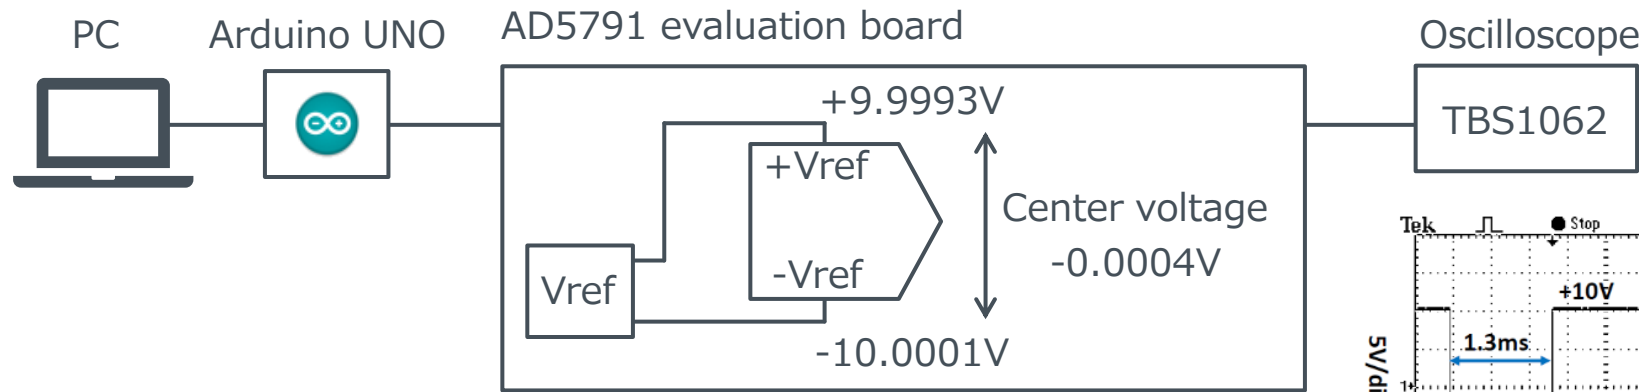 PC
Arduino UNO
AD5791 evaluation board
Oscilloscope
TBS1062
+9.9993V
+Vref
Center voltage
-0.0004V
-Vref
Vref
-10.0001V
Tek
Stop
+10V
1.3ms
5V/di
1